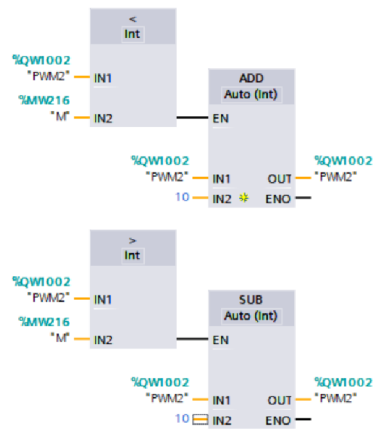 <
Int
%QW1002
"PWM2"
IN1
%MW216
"M"
IN2
ADD
Auto (Int)
EN
%QW1002
"PWM2"
IN1
10
IN2
OUT
%QW1002
"PWM2"
ENO
>
Int
%QW1002
"PWM2"
IN1
%MW216
"M"
IN2
SUB
Auto (Int)
EN
%QW1002
"PWM2"
IN1
10
IN2
OUT
%QW1002
"PWM2"
ENO